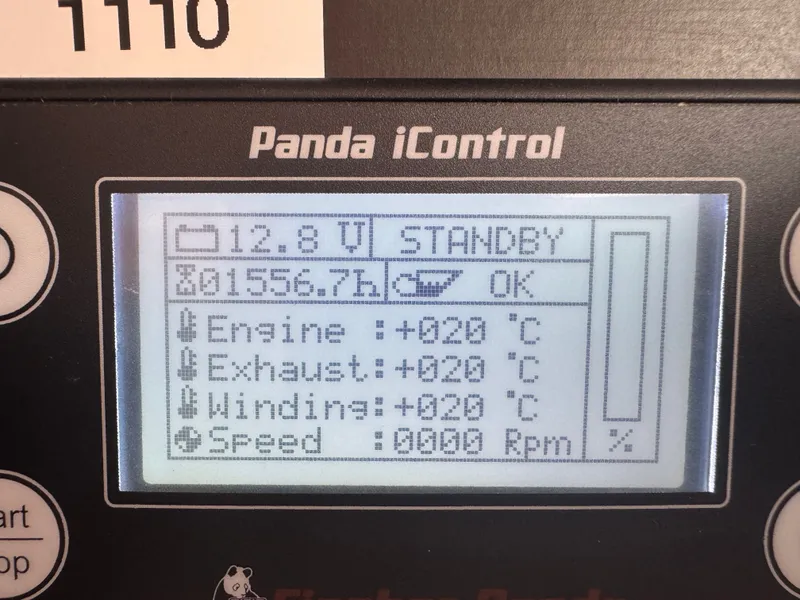 1110
Panda iControl
12.8 V STANDBY
01556.7h OK
Engine :+020 °C
Exhaust:+020 °C
Winding:+020 °C
Speed :0000 Rpm %
art
op